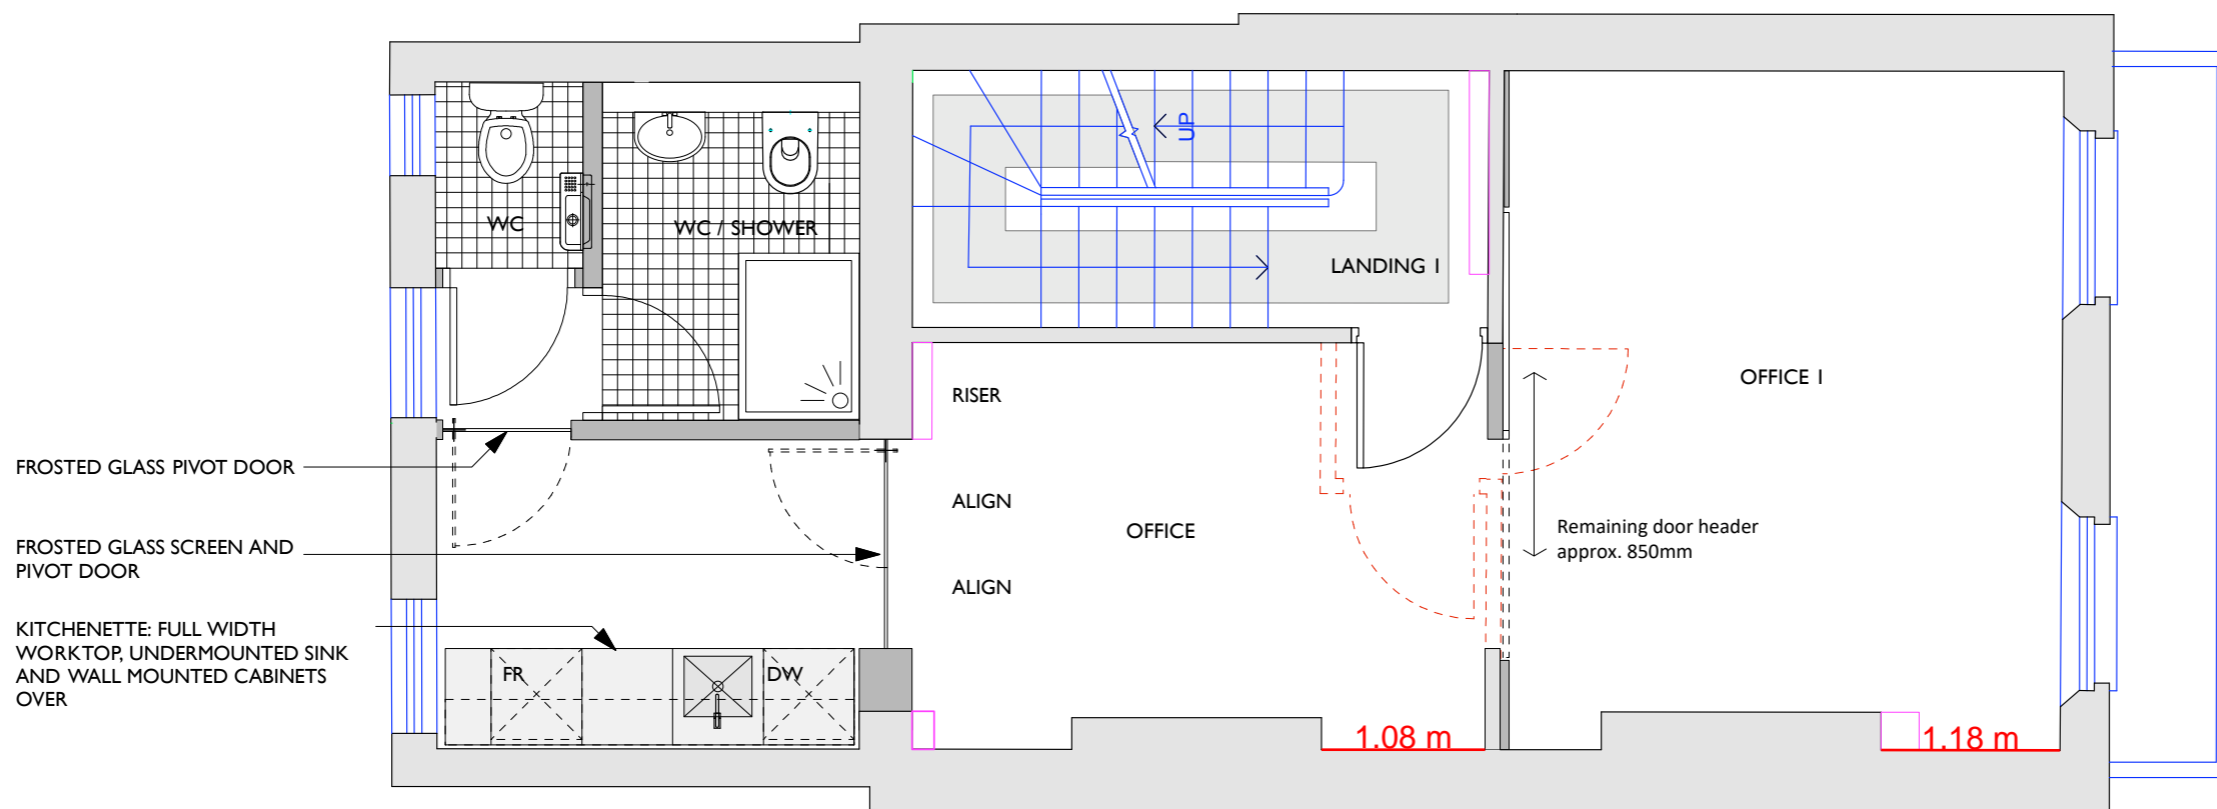 UP
WC
WC / SHOWER
LANDING 1
OFFICE 1
RISER
FROSTED GLASS PIVOT DOOR
ALIGN
OFFICE
Remaining door header
approx. 850mm
FROSTED GLASS SCREEN AND
PIVOT DOOR
ALIGN
KITCHENETTE: FULL WIDTH
WORKTOP, UNDERMOUNTED SINK
AND WALL MOUNTED CABINETS
OVER
FR
DW
1.08 m
1.18 m